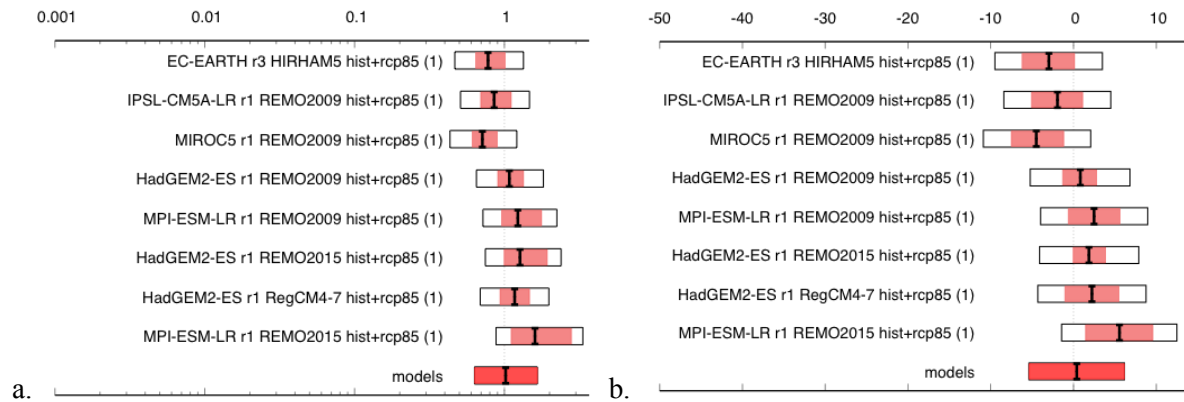 0.001 0.01 0.1 1
EC-EARTH r3 HIRHAM5 hist+rcp85 (1)
IPSL-CM5A-LR r1 REMO2009 hist+rcp85 (1)
MIROC5 r1 REMO2009 hist+rcp85 (1)
HadGEM2-ES r1 REMO2009 hist+rcp85 (1)
MPI-ESM-LR r1 REMO2009 hist+rcp85 (1)
HadGEM2-ES r1 REMO2015 hist+rcp85 (1)
HadGEM2-ES r1 RegCM4-7 hist+rcp85 (1)
MPI-ESM-LR r1 REMO2015 hist+rcp85 (1)
models
a.
-50 -40 -30 -20 -10 0 10
EC-EARTH r3 HIRHAM5 hist+rcp85 (1)
IPSL-CM5A-LR r1 REMO2009 hist+rcp85 (1)
MIROC5 r1 REMO2009 hist+rcp85 (1)
HadGEM2-ES r1 REMO2009 hist+rcp85 (1)
MPI-ESM-LR r1 REMO2009 hist+rcp85 (1)
HadGEM2-ES r1 REMO2015 hist+rcp85 (1)
HadGEM2-ES r1 RegCM4-7 hist+rcp85 (1)
MPI-ESM-LR r1 REMO2015 hist+rcp85 (1)
models
b.